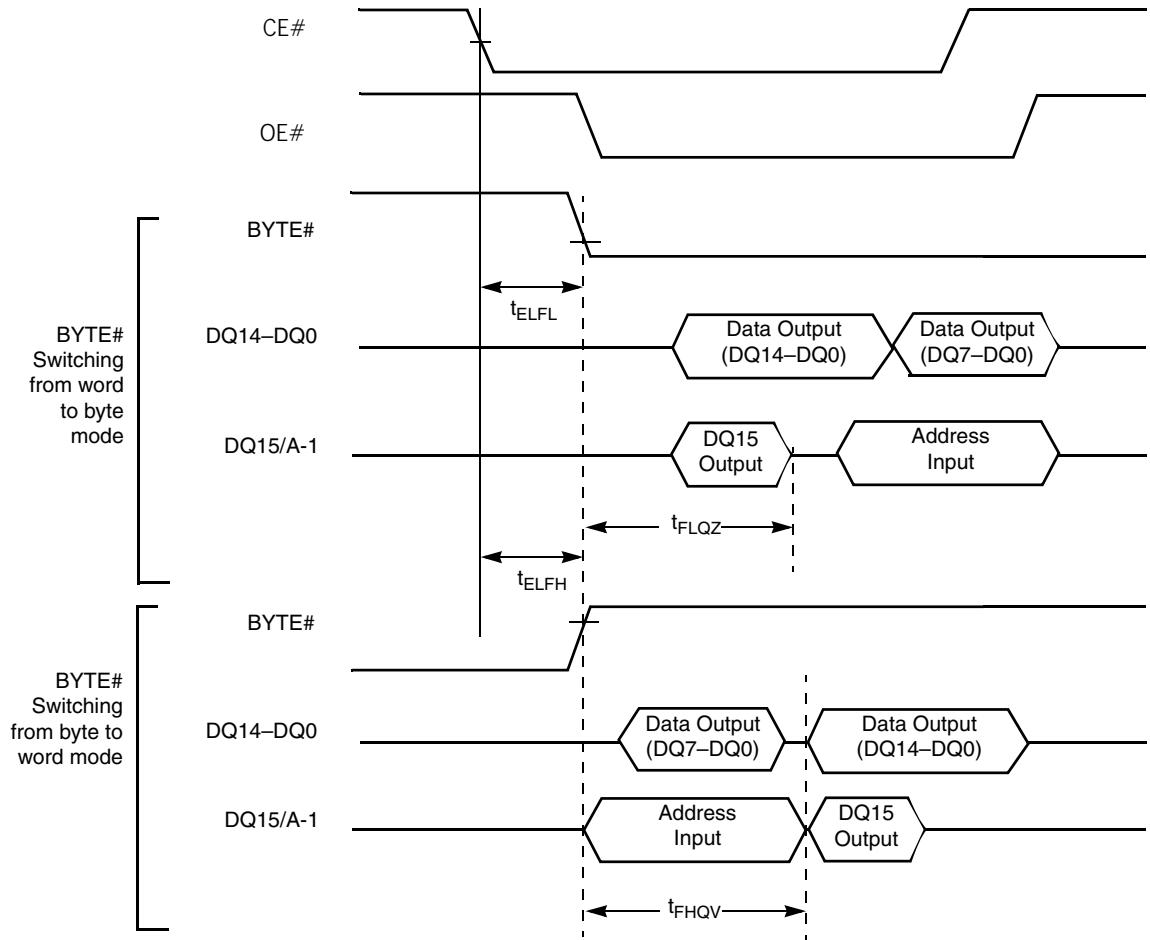 CE#
OE#
BYTE#
tELFL
BYTE#
Switching
from word
to byte
mode
DQ14–DQ0
Data Output
(DQ14–DQ0)
Data Output
(DQ7–DQ0)
DQ15/A-1
DQ15
Output
Address
Input
tFLQZ
tELFH
BYTE#
BYTE#
Switching
from byte to
word mode
DQ14–DQ0
Data Output
(DQ7–DQ0)
Data Output
(DQ14–DQ0)
DQ15/A-1
Address
Input
DQ15
Output
tFHQV